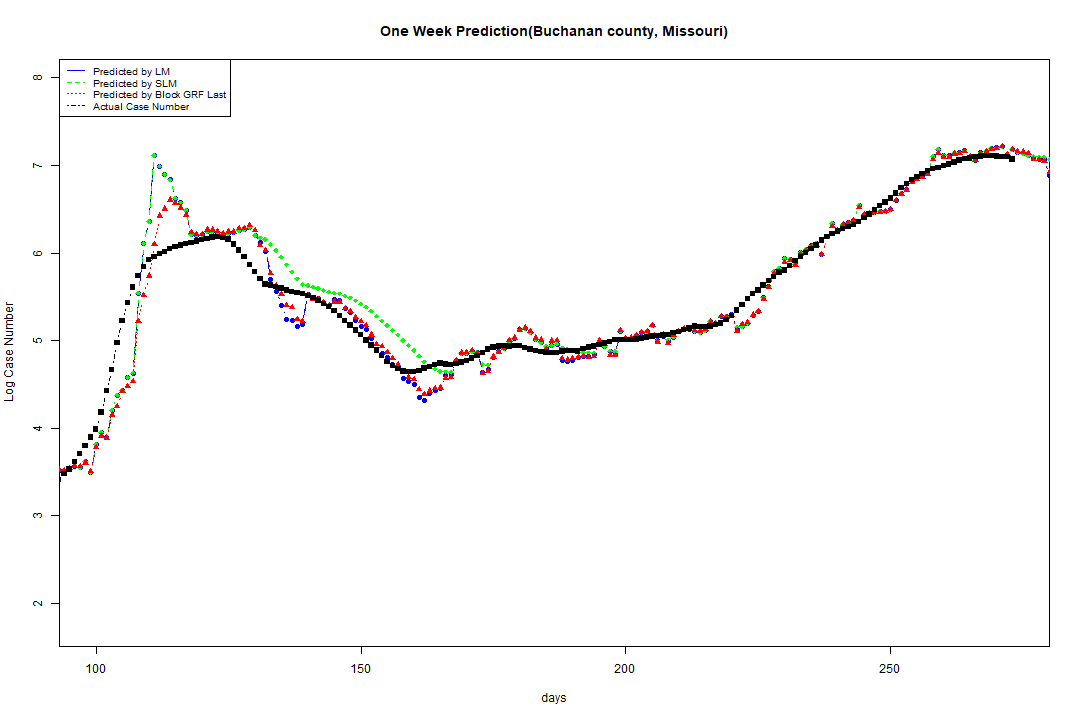 One Week Prediction(Buchanan county, Missouri)
Predicted by LM
Predicted by SLM
Predicted by Block GRF Last
Actual Case Number
8
7
6
5
4
3
2
Log Case Number
100 150 200 250
days